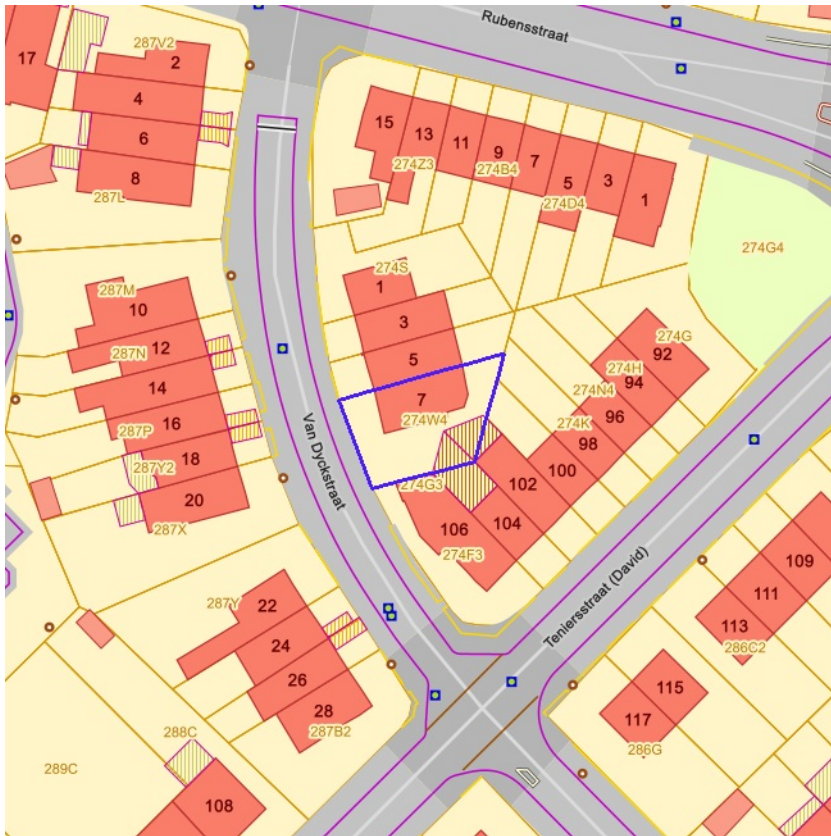 Rubensstraat
287V2
17
2
4
6
8
287L
15
13
11
9
7
5
3
1
274Z3
274B4
274D4
274G4
274S
1
3
5
7
274W4
287M
10
287N
12
14
16
287P
18
287Y2
20
287X
Van Dyckstraat
274G
92
274H
94
274N4
96
274K
98
100
102
104
106
274G3
274F3
Teniersstraat (David)
109
111
113
286C2
115
117
286G
287Y
22
24
26
28
287B2
288C
289C
108